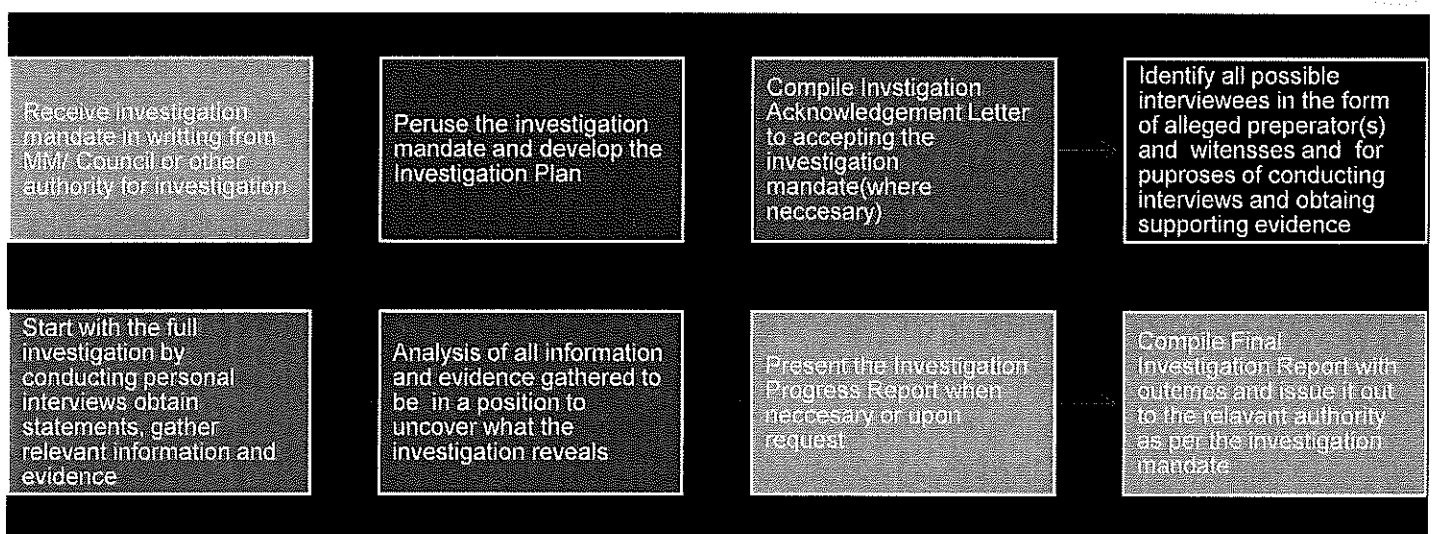 Receive investigation
mandate in writting from
MM/ Council or other
authority for investigation
Peruse the investigation
mandate and develop the
Investigation Plan
Compile Invstigation
Acknowledgement Letter
to accepting the
investigation
mandate(where
neccesary)
Identify all possible
interviewees in the form
of alleged preperator(s)
and witensses and for
puproses of conducting
interviews and obtaing
supporting evidence
Start with the full
investigation by
conducting personal
interviews obtain
statements, gather
relevant information and
evidence
Analysis of all information
and evidence gathered to
be in a position to
uncover what the
investigation reveals
Present the Investigation
Progress Report when
neccesary or upon
request
Compile Final
Investigation Report with
outcmes and issue it out
to the relavant authority
as per the investigation
mandate